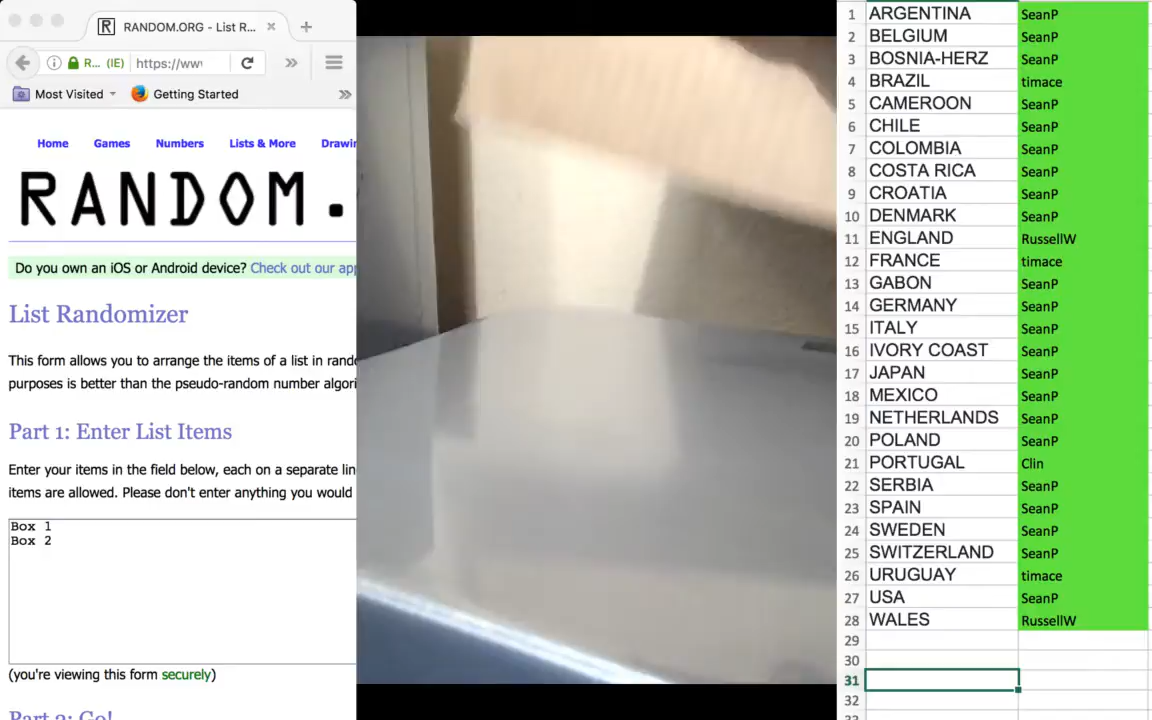 RANDOM.ORG - List R...
R... (IE)
https://ww
Most Visited
Getting Started
Home
Games
Numbers
Lists & More
Drawin
RANDOM.
Do you own an iOS or Android device? Check out our app
List Randomizer
This form allows you to arrange the items of a list in rando
purposes is better than the pseudo-random number algori
Part 1: Enter List Items
Enter your items in the field below, each on a separate lin
items are allowed. Please don't enter anything you would
Box 1
Box 2
(you're viewing this form securely)
Part 2: Go!
1 ARGENTINA SeanP
2 BELGIUM SeanP
3 BOSNIA-HERZ SeanP
4 BRAZIL timace
5 CAMEROON SeanP
6 CHILE SeanP
7 COLOMBIA SeanP
8 COSTA RICA SeanP
9 CROATIA SeanP
10 DENMARK SeanP
11 ENGLAND RussellW
12 FRANCE timace
13 GABON SeanP
14 GERMANY SeanP
15 ITALY SeanP
16 IVORY COAST SeanP
17 JAPAN SeanP
18 MEXICO SeanP
19 NETHERLANDS SeanP
20 POLAND SeanP
21 PORTUGAL Clin
22 SERBIA SeanP
23 SPAIN SeanP
24 SWEDEN SeanP
25 SWITZERLAND SeanP
26 URUGUAY timace
27 USA SeanP
28 WALES RussellW
29
30
31
32
33